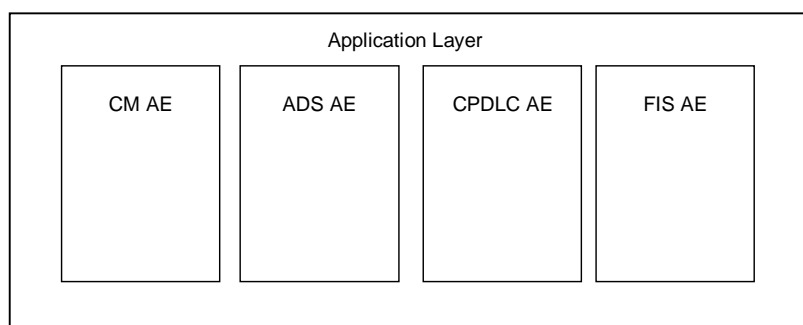 Application Layer
CM AE
ADS AE
CPDLC AE
FIS AE